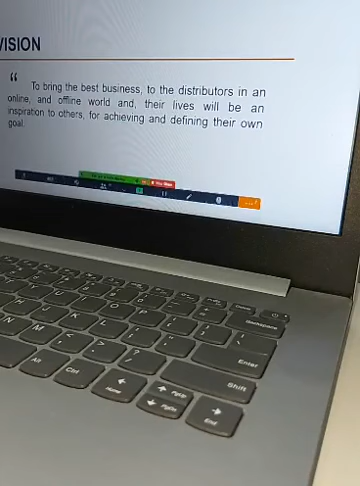 VISION
“
To bring the best business, to the distributors in an
online, and offline world and, their lives will be an
inspiration to others, for achieving and defining their own
goal.
Backspace
Enter
Shift
Alt
Ctrl
Home
PgUp
PgDn
End
Y
U
I
O
P
J
K
L
N
M